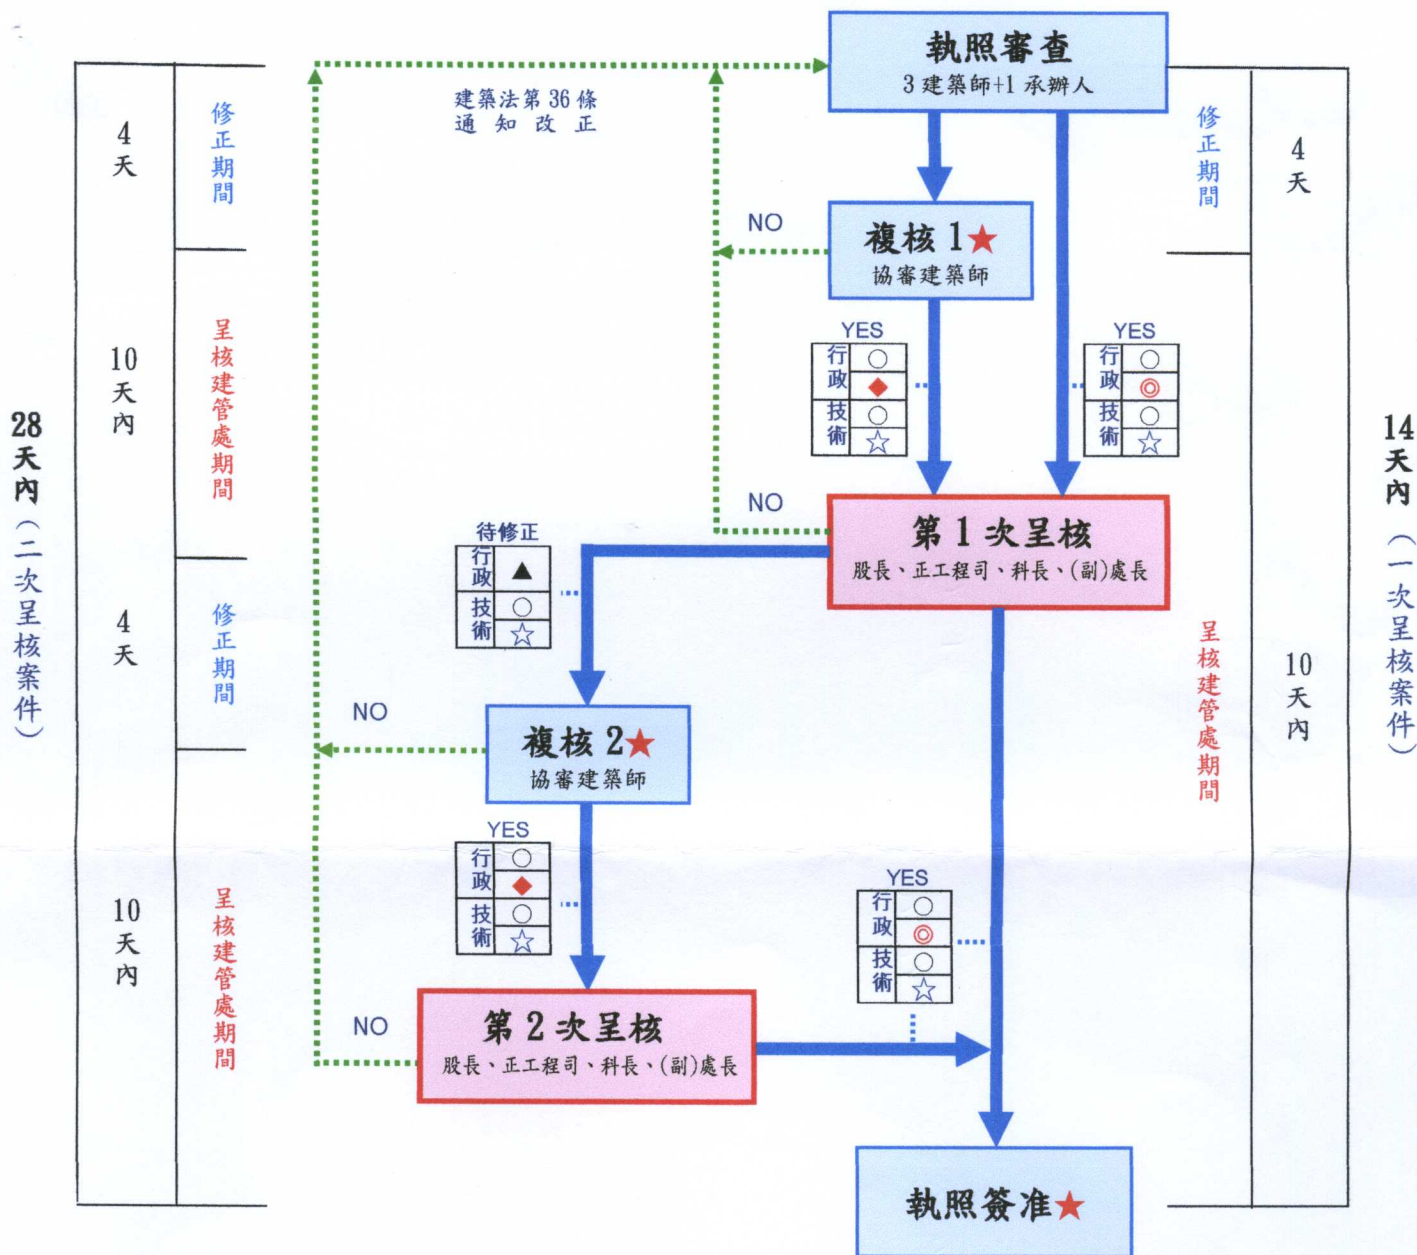 執照審查
3建築師+1承辦人
建築法第36條
通知改正
4天
修正期間
修正期間
4天
NO
複核1★
協審建築師
YES
行政
○
◆
技術
○
☆
YES
行政
○
◎
技術
○
☆
10天內
呈核建管處期間
28天內(二次呈核案件)
14天內(一次呈核案件)
NO
第1次呈核
股長、正工程司、科長、(副)處長
待修正
行政
▲
技術
○
☆
4天
修正期間
呈核建管處期間
10天內
NO
複核2★
協審建築師
YES
行政
○
◆
技術
○
☆
YES
行政
○
◎
技術
○
☆
10天內
呈核建管處期間
NO
第2次呈核
股長、正工程司、科長、(副)處長
執照簽准★